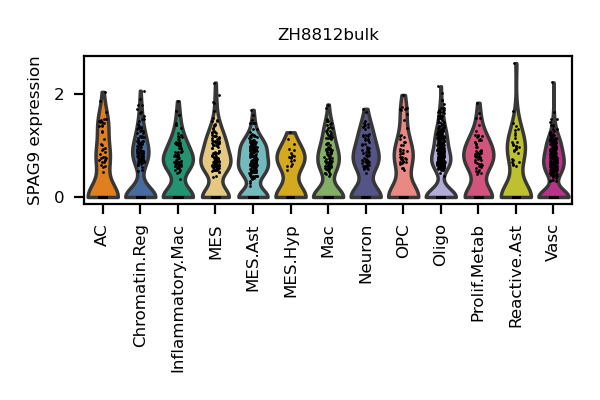 ZH8812bulk
SPAG9 expression
2
0
AC
Chromatin.Reg
Inflammatory.Mac
MES
MES.Ast
MES.Hyp
Mac
Neuron
OPC
Oligo
Prolif.Metab
Reactive.Ast
Vasc